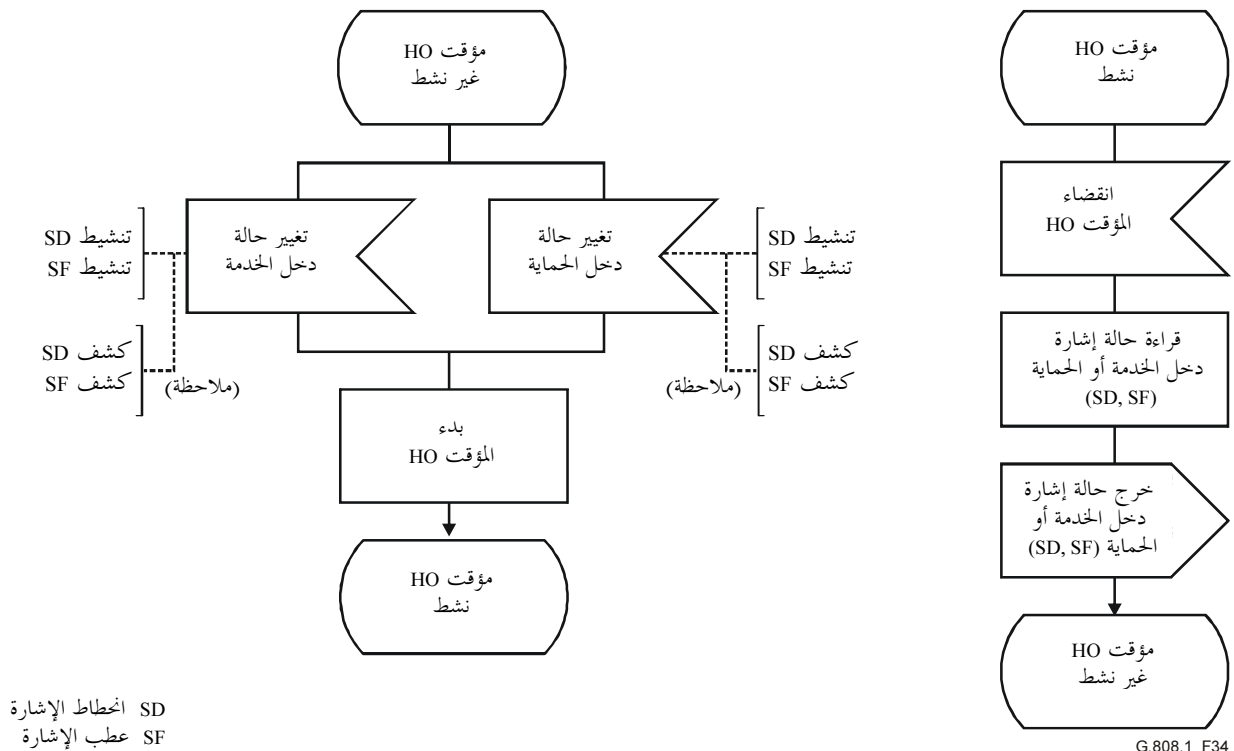 مؤقت HO
غير نشط
تغيير حالة
دخل الخدمة
تغيير حالة
دخل الحماية
تنشيط SD
تنشيط SF
كشف SD
كشف SF
(ملاحظة)
تنشيط SD
تنشيط SF
كشف SD
كشف SF
(ملاحظة)
بدء
المؤقت HO
مؤقت HO
نشط
مؤقت HO
نشط
انقضاء
المؤقت HO
قراءة حالة إشارة
دخل الخدمة أو الحماية
(SD, SF)
خرج حالة إشارة
دخل الخدمة أو
الحماية (SD, SF)
مؤقت HO
غير نشط
SD انحطاط الإشارة
SF عطب الإشارة
G.808.1_F34